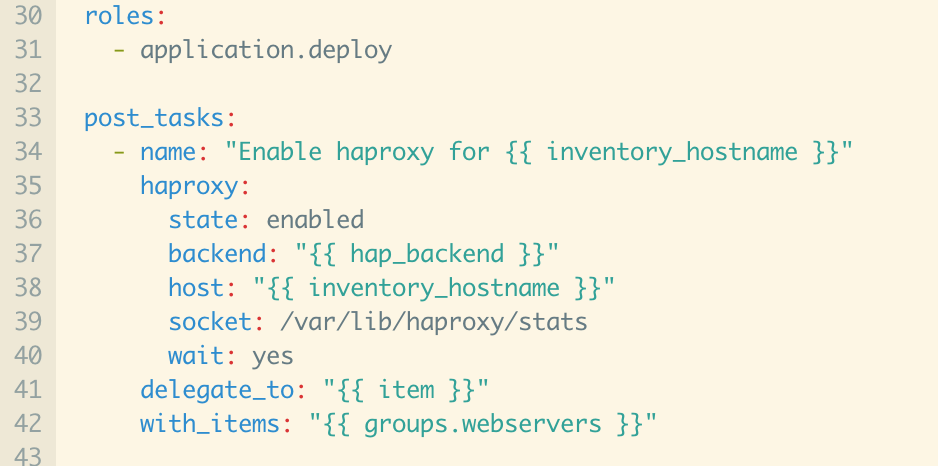 30 roles:
31 - application.deploy
32
33 post_tasks:
34 - name: "Enable haproxy for {{ inventory_hostname }}"
35 haproxy:
36 state: enabled
37 backend: "{{ hap_backend }}"
38 host: "{{ inventory_hostname }}"
39 socket: /var/lib/haproxy/stats
40 wait: yes
41 delegate_to: "{{ item }}"
42 with_items: "{{ groups.webservers }}"
43